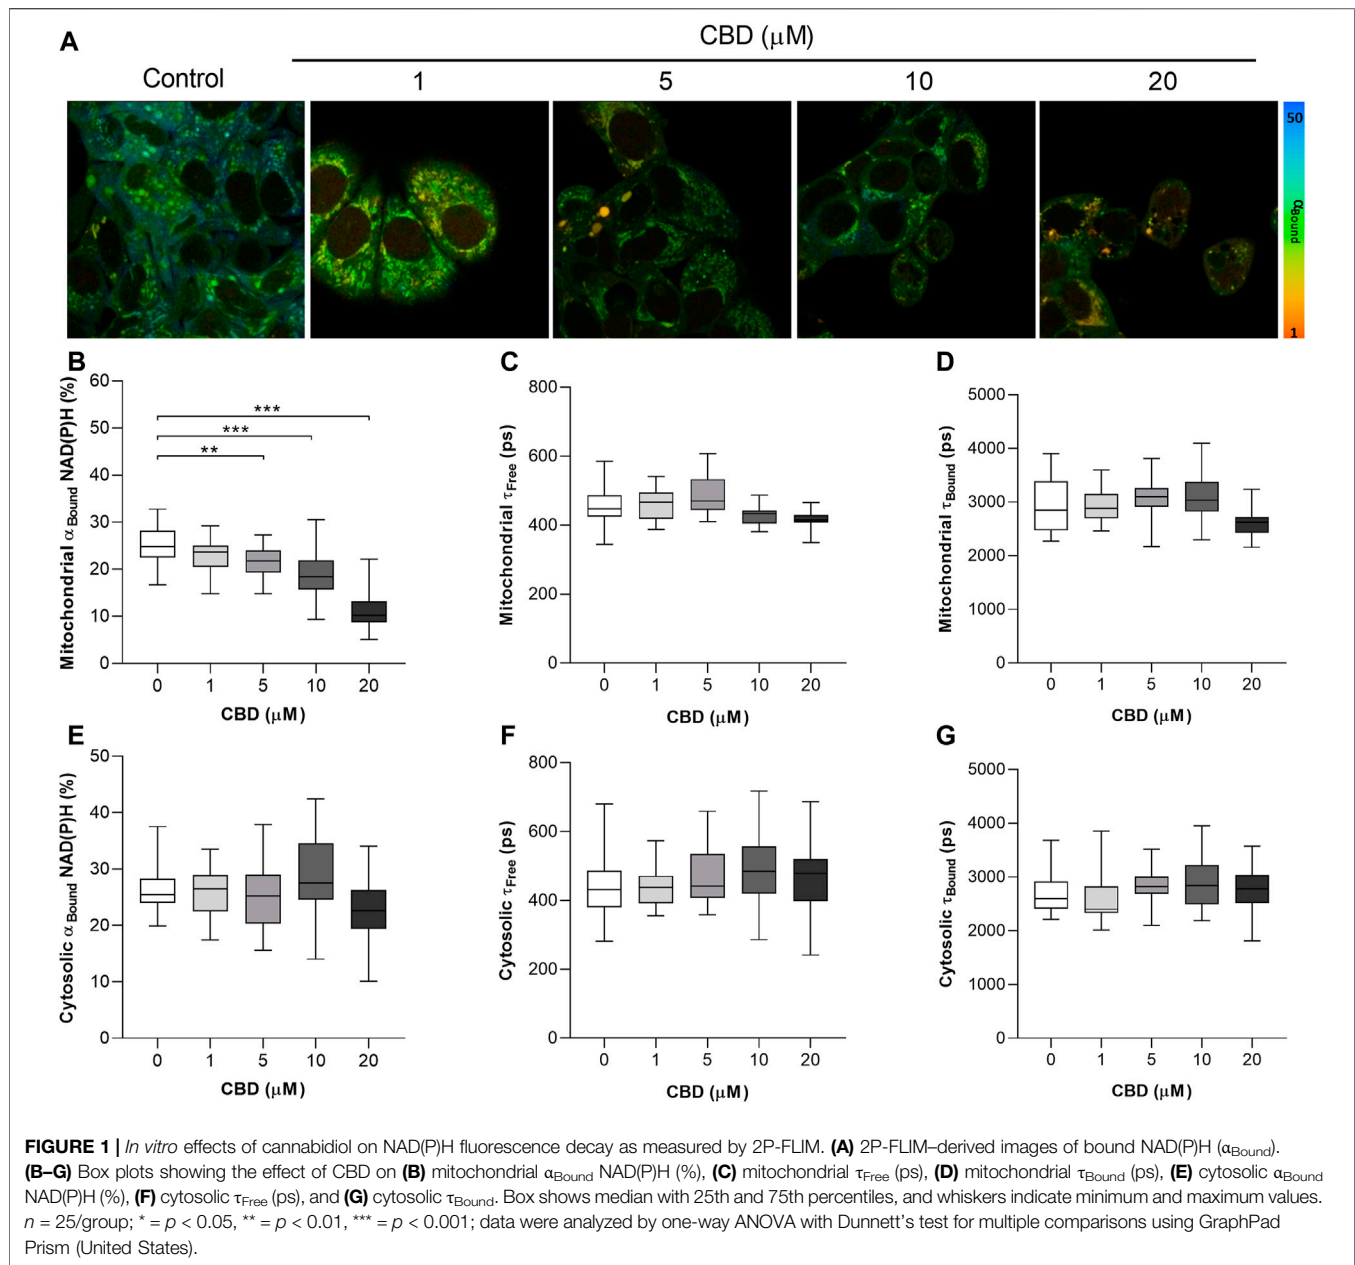 A
CBD (μM)
Control
1
5
10
20
50
αBound
1
B
Mitochondrial αBound NAD(P)H (%)
60
50
40
30
20
10
0
***
***
**
0 1 5 10 20
CBD (μM)
C
Mitochondrial τFree (ps)
800
600
400
200
0
0 1 5 10 20
CBD (μM)
D
Mitochondrial τBound (ps)
5000
4000
3000
2000
1000
0
0 1 5 10 20
CBD (μM)
E
Cytosolic αBound NAD(P)H (%)
50
40
30
20
10
0
0 1 5 10 20
CBD (μM)
F
Cytosolic τFree (ps)
800
600
400
200
0
0 1 5 10 20
CBD (μM)
G
Cytosolic τBound (ps)
5000
4000
3000
2000
1000
0
0 1 5 10 20
CBD (μM)
FIGURE 1 | In vitro effects of cannabidiol on NAD(P)H fluorescence decay as measured by 2P-FLIM. (A) 2P-FLIM–derived images of bound NAD(P)H (αBound).
(B–G) Box plots showing the effect of CBD on (B) mitochondrial αBound NAD(P)H (%), (C) mitochondrial τFree (ps), (D) mitochondrial τBound (ps), (E) cytosolic αBound
NAD(P)H (%), (F) cytosolic τFree (ps), and (G) cytosolic τBound. Box shows median with 25th and 75th percentiles, and whiskers indicate minimum and maximum values.
n = 25/group; * = p < 0.05, ** = p < 0.01, *** = p < 0.001; data were analyzed by one-way ANOVA with Dunnett's test for multiple comparisons using GraphPad
Prism (United States).